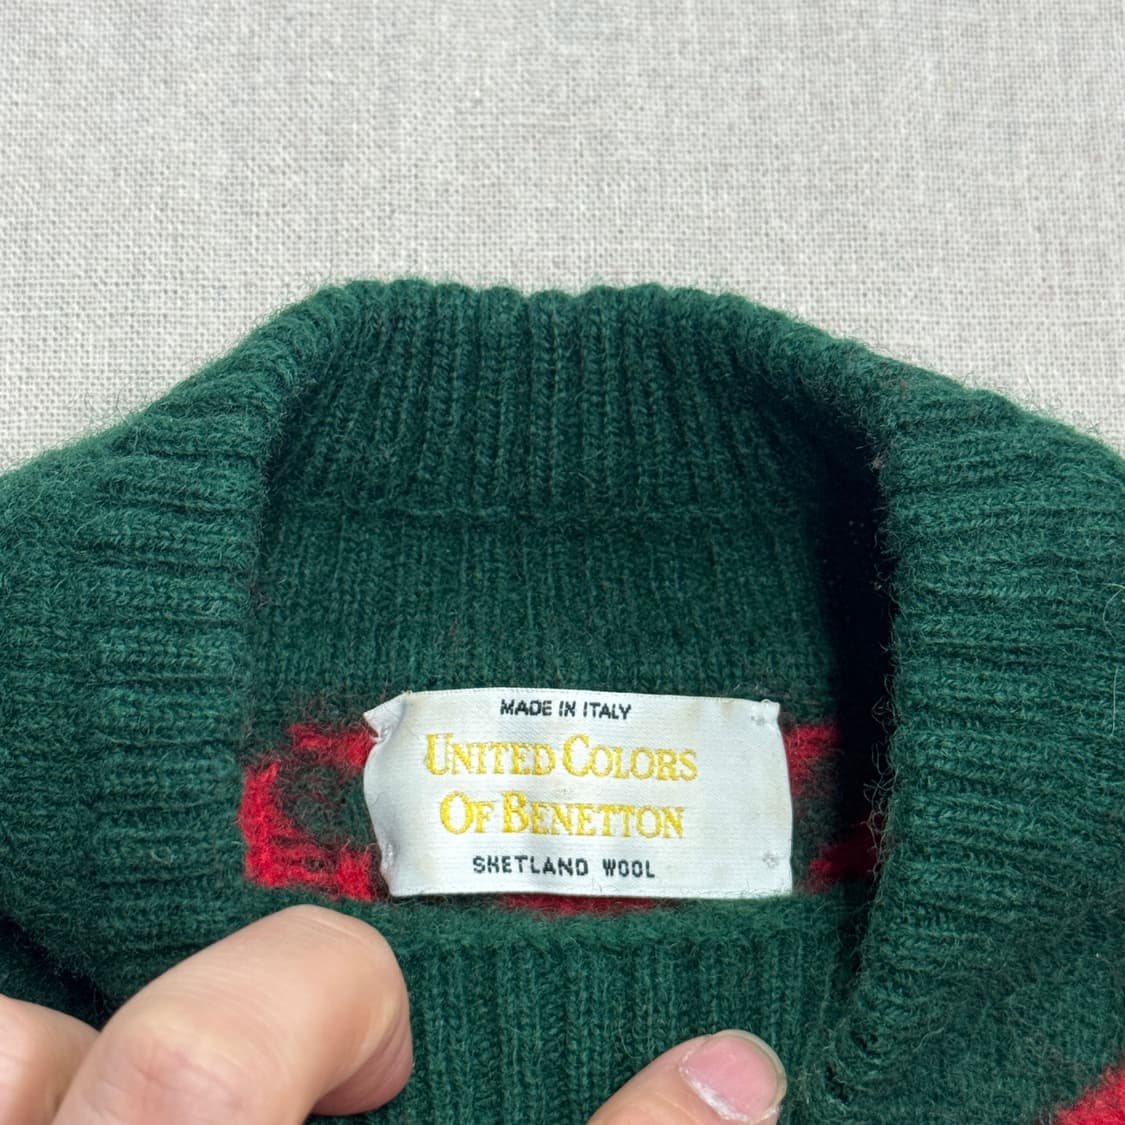 MADE IN ITALY
UNITED COLORS
OF BENETTON
SHETLAND WOOL